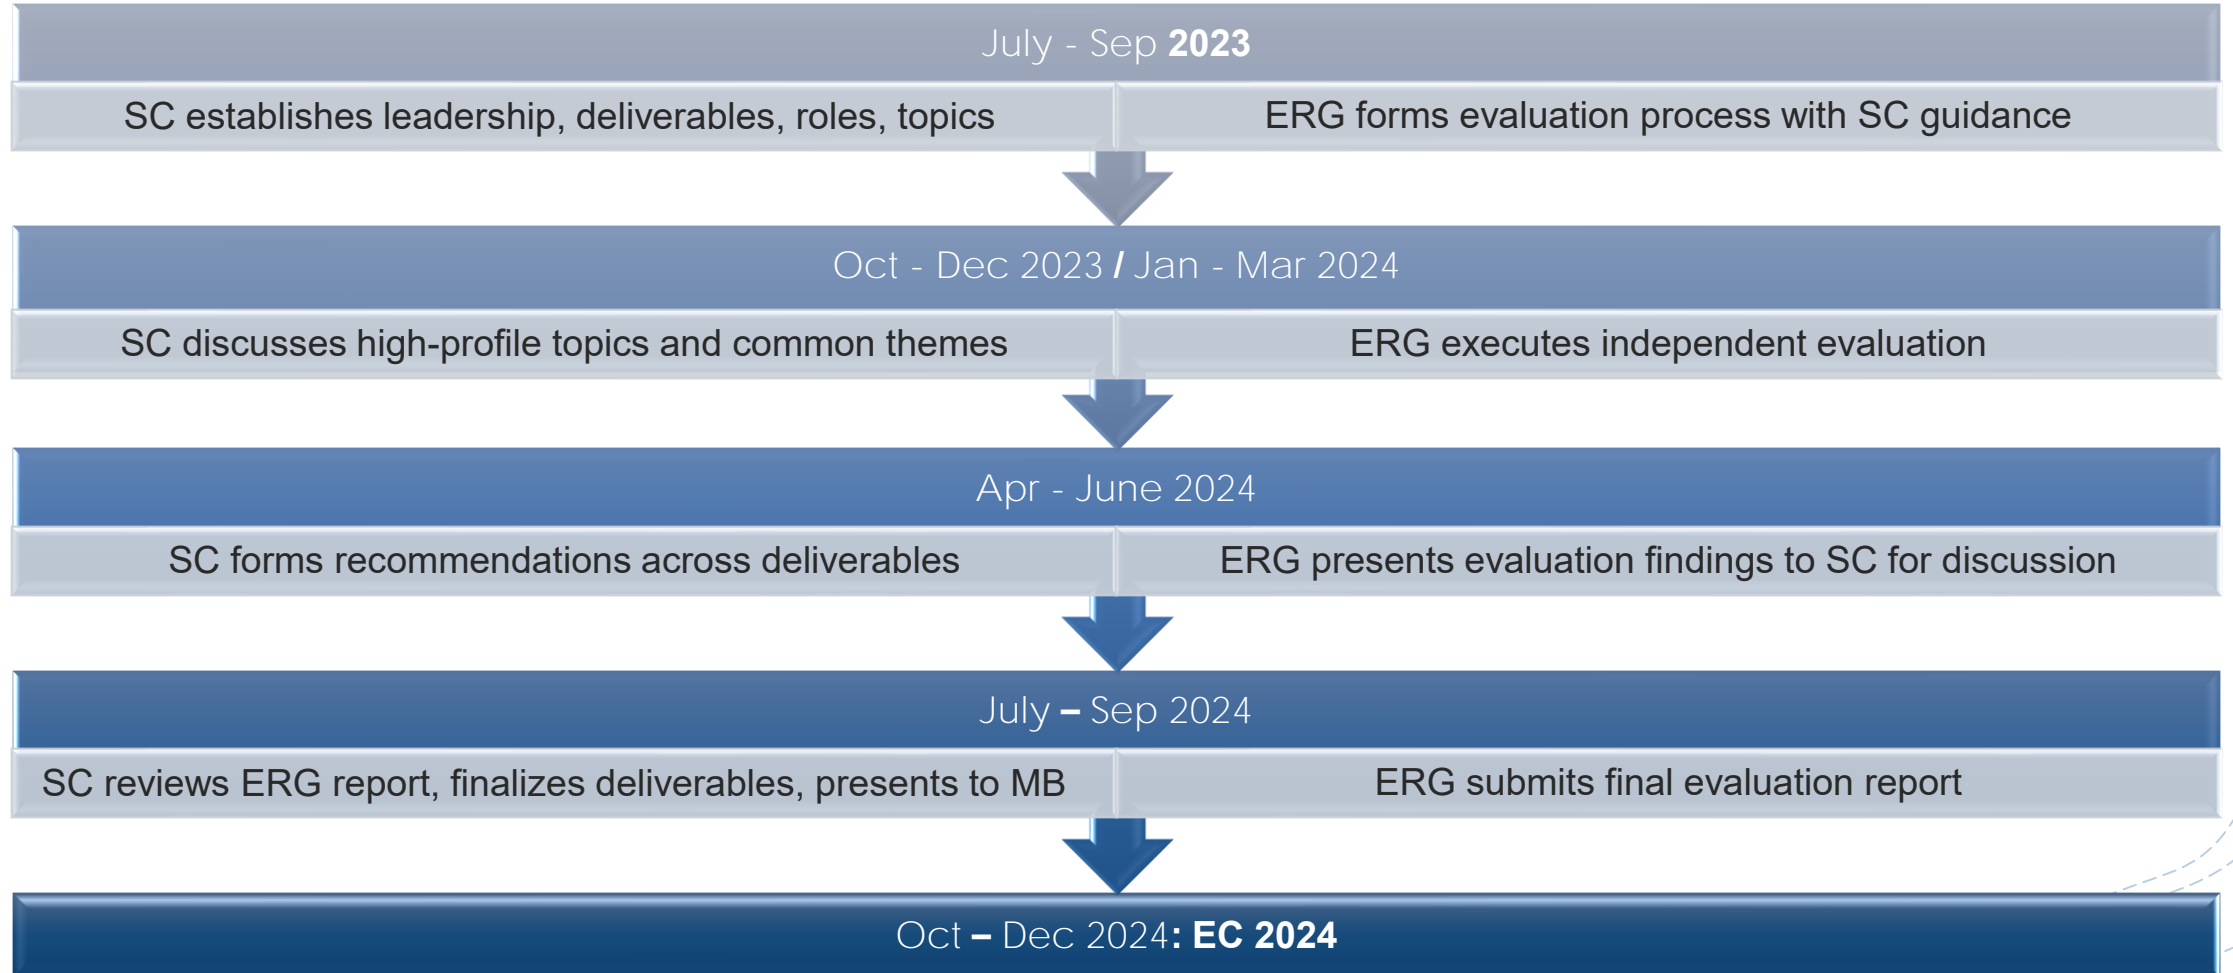 July - Sep 2023
SC establishes leadership, deliverables, roles, topics
ERG forms evaluation process with SC guidance
Oct - Dec 2023 / Jan - Mar 2024
SC discusses high-profile topics and common themes
ERG executes independent evaluation
Apr - June 2024
SC forms recommendations across deliverables
ERG presents evaluation findings to SC for discussion
July – Sep 2024
SC reviews ERG report, finalizes deliverables, presents to MB
ERG submits final evaluation report
Oct – Dec 2024: EC 2024